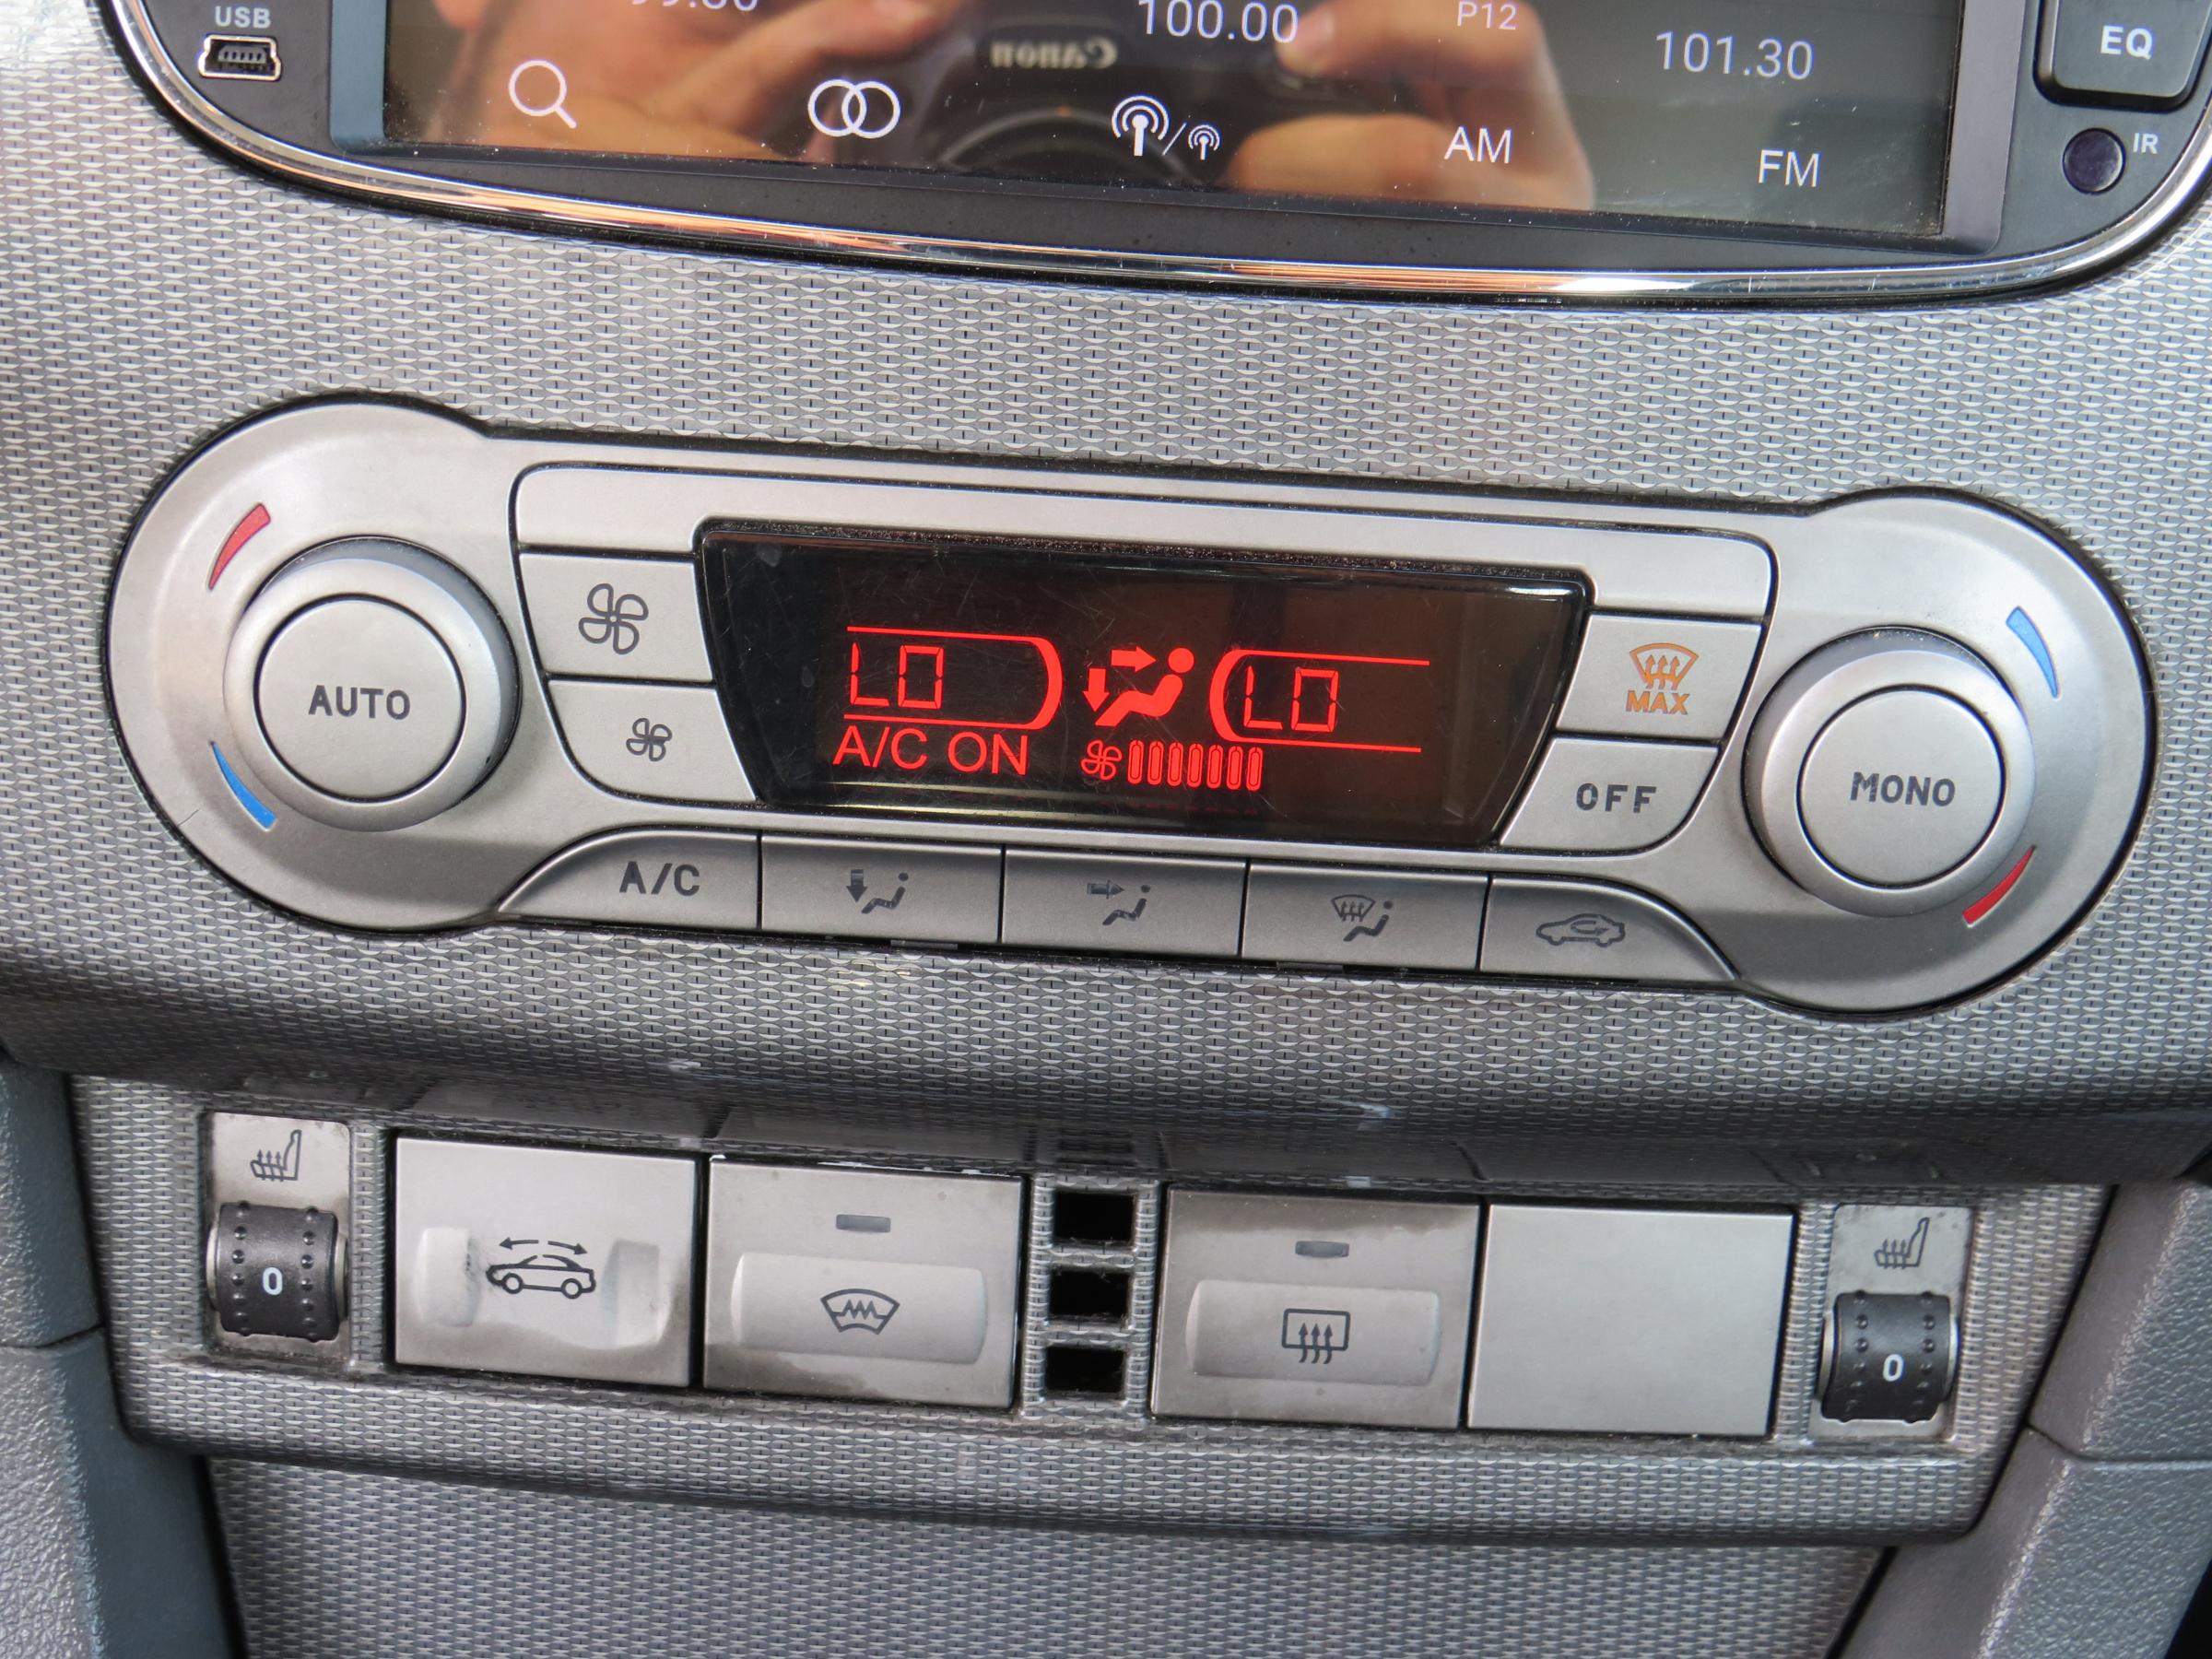 USB
100.00
P12
101.30
EQ
Canon
IR
AM
FM
AUTO
LO
LO
A/C ON
MAX
OFF
MONO
A/C
0
0